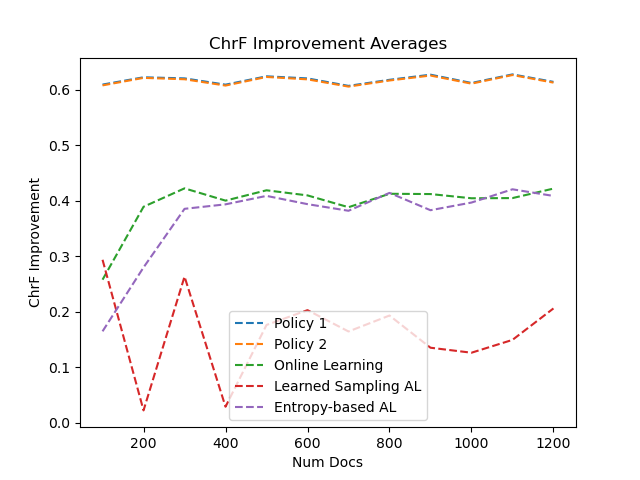 ChrF Improvement Averages
ChrF Improvement
0.6
0.5
0.4
0.3
0.2
0.1
0.0
Policy 1
Policy 2
Online Learning
Learned Sampling AL
Entropy-based AL
200 400 600 800 1000 1200
Num Docs